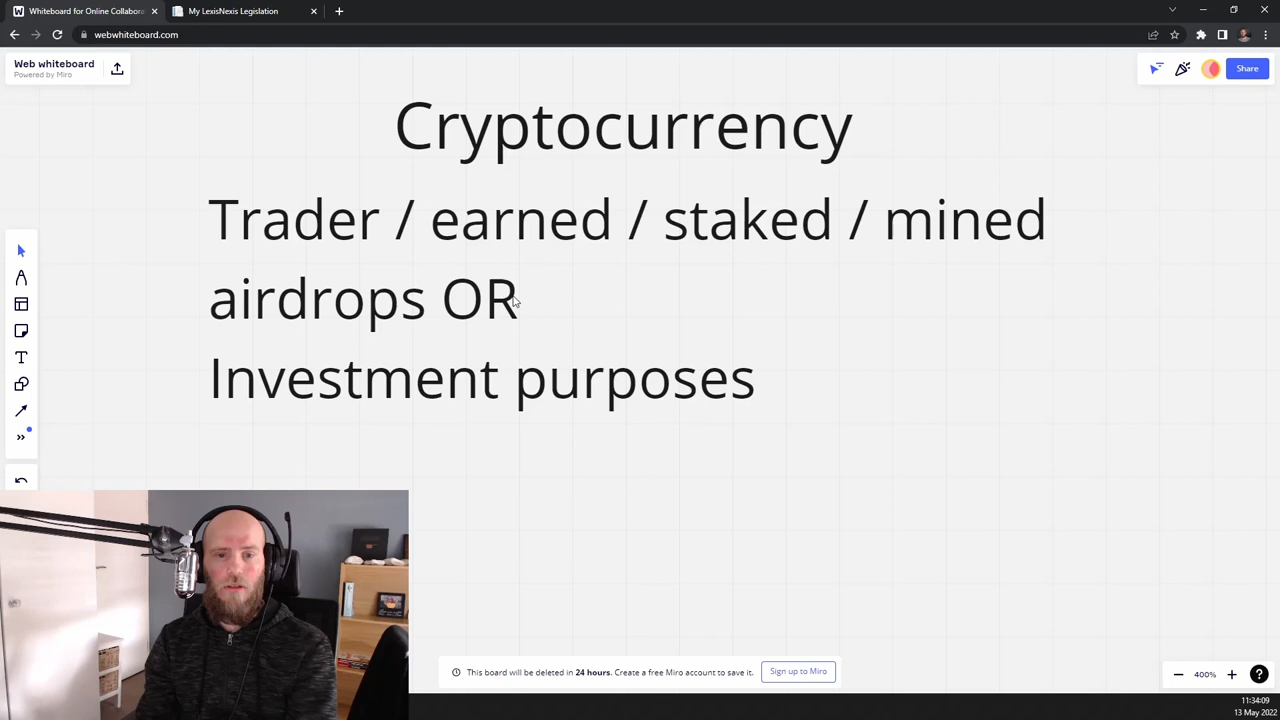 Whiteboard for Online Collabora
My LexisNexis Legislation
webwhiteboard.com
Web whiteboard
Powered by Miro
Share
Cryptocurrency
Trader / earned / staked / mined
airdrops OR
Investment purposes
This board will be deleted in 24 hours. Create a free Miro account to save it.
Sign up to Miro
400%
11:34:09
13 May 2022